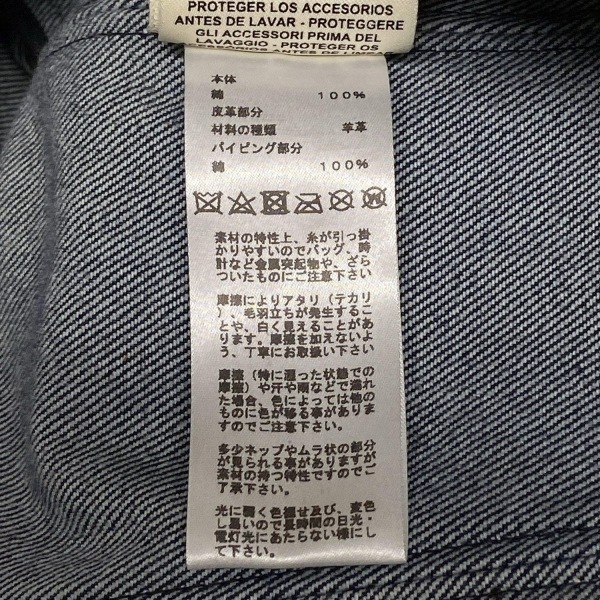 PROTEGER LOS ACCESORIOS
ANTES DE LAVAR - PROTEGGERE
GLI ACCESSORI PRIMA DEL
LAVAGGIO - PROTEGER OS
本体
綿 100%
皮革部分
材料の種類 羊革
パイピング部分
綿 100%
素材の特性上、糸が引っ掛
かりやすいのでバッグ、時
計など金属突起物や、ざら
ついたものにご注意下さい
摩擦によりアタリ(テカリ
)、毛羽立ちが発生するこ
とや、白く見えることがあ
ります。摩擦を加えないよ
う、丁寧にお取扱い下さい
摩擦(特に湿った状態での
摩擦)や汗や雨などで濡れ
た場合、色によっては他の
ものに色が移る事がありま
すのでご注意下さい。
多少ネップやムラ状の部分
が見られる事がありますが
素材の持つ特性ですのでご
了承下さい。
光に弱く色褪せ及び、変色
し易いので長時間の日光・
電灯光にあたらない様にし
て下さい。